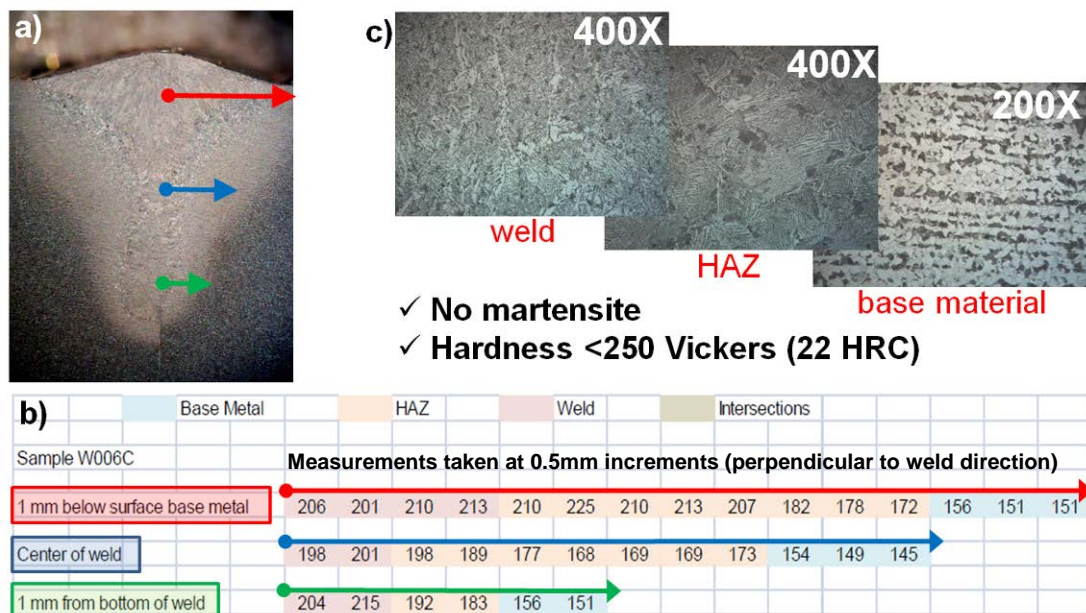 a)
c)
400X
400X
200X
weld
HAZ
base material
✓ No martensite
✓ Hardness <250 Vickers (22 HRC)
b) Base Metal HAZ Weld Intersections
Sample W006C Measurements taken at 0.5mm increments (perpendicular to weld direction)
1 mm below surface base metal 206 201 210 213 210 225 210 213 207 182 178 172 156 151 151
Center of weld 198 201 198 189 177 168 169 169 173 154 149 145
1 mm from bottom of weld 204 215 192 183 156 151